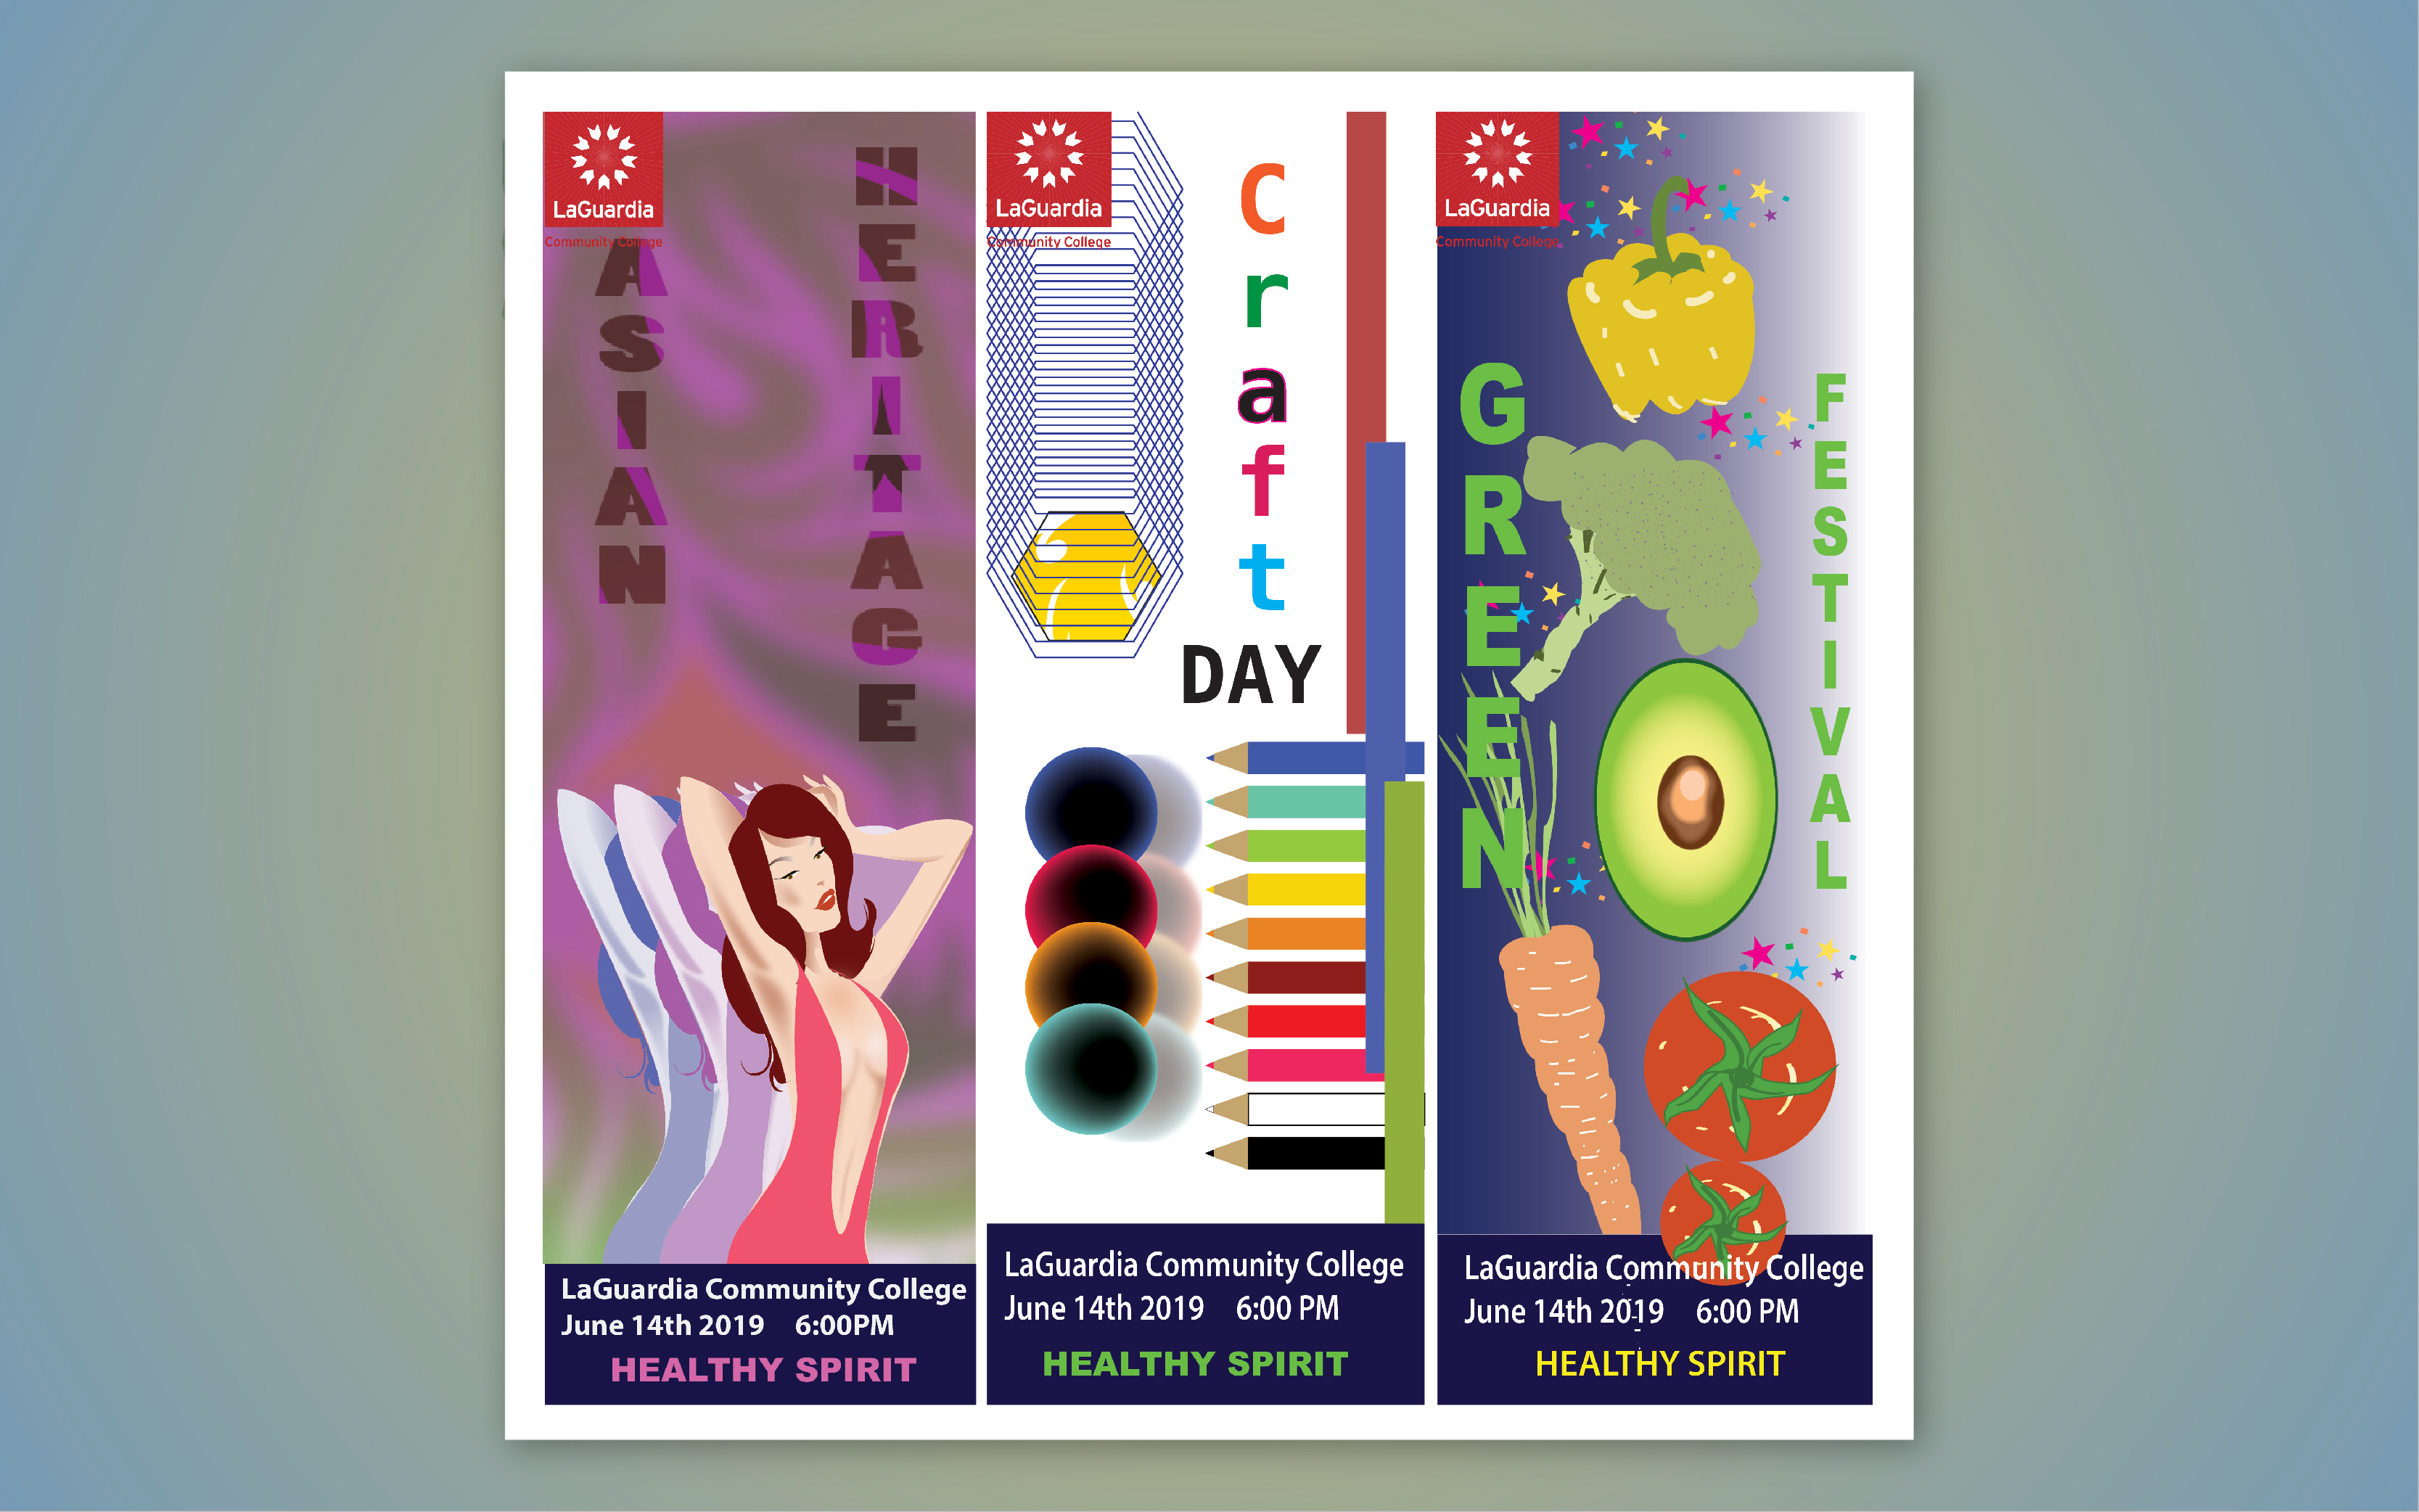 LaGuardia
Community College
ASIAN
HERITAGE
LaGuardia Community College
June 14th 2019 6:00PM
HEALTHY SPIRIT
LaGuardia
Community College
Craft
DAY
LaGuardia Community College
June 14th 2019 6:00 PM
HEALTHY SPIRIT
LaGuardia
Community College
GREEN
FESTIVAL
LaGuardia Community College
June 14th 2019 6:00 PM
HEALTHY SPIRIT